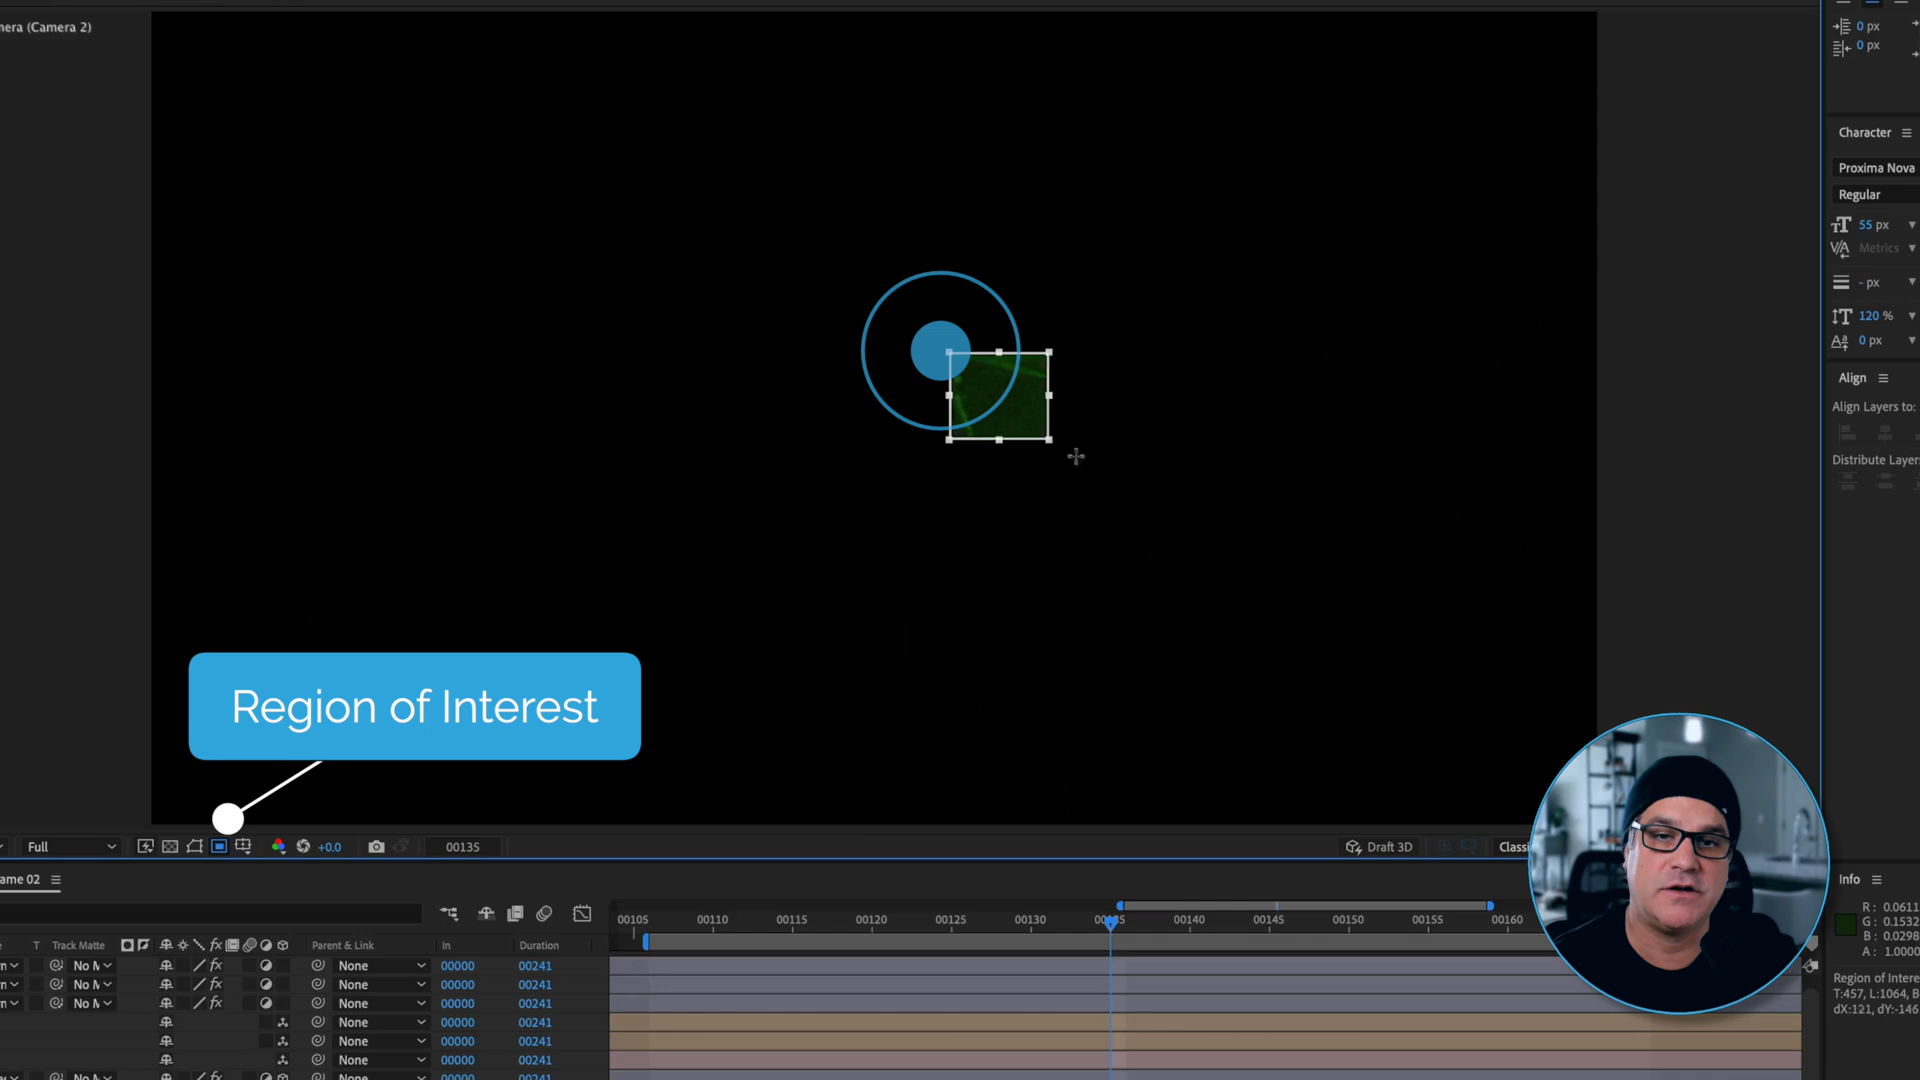 mera (Camera 2)
0 px
0 px
Character
Proxima Nova
Regular
55 px
Metrics
- px
120 %
0 px
Align
Align Layers to:
Distribute Layers
Region of Interest
Full
+0.0
00135
Draft 3D
Classi
ame 02
00105 00110 00115 00120 00125 00130 00135 00140 00145 00150 00155 00160
T Track Matte Parent & Link In Duration
No M None 00000 00241
No M None 00000 00241
No M None 00000 00241
None 00000 00241
None 00000 00241
None 00000 00241
Info
R : 0.0611
G : 0.1532
B : 0.0298
A : 1.0000
Region of Intere
T:457, L:1064, B
dX:121, dY:-146